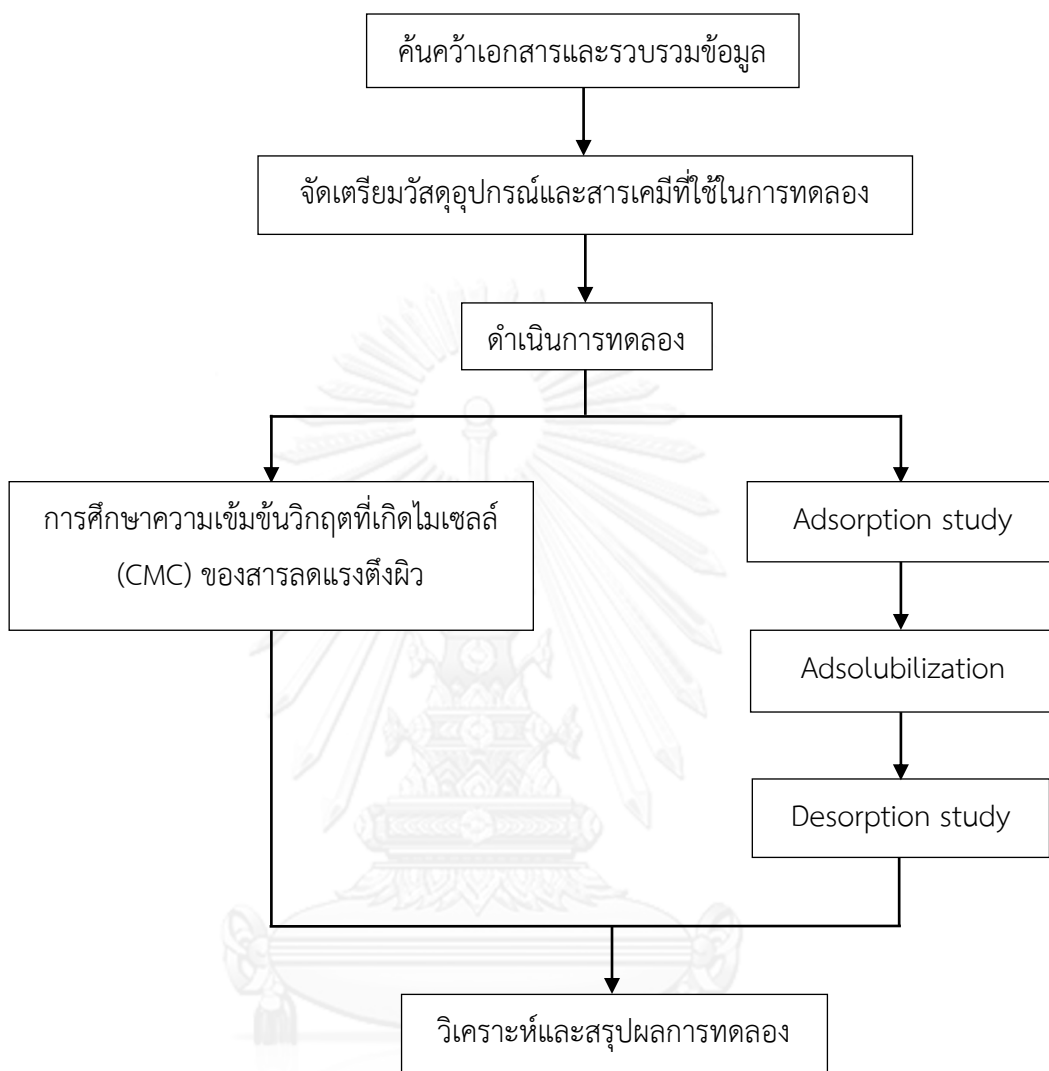 ค้นคว้าเอกสารและรวบรวมข้อมูล
จัดเตรียมวัสดุอุปกรณ์และสารเคมีที่ใช้ในการทดลอง
ดำเนินการทดลอง
การศึกษาความเข้มข้นวิกฤตที่เกิดไมเซลล์
(CMC) ของสารลดแรงตึงผิว
Adsorption study
Adsolubilization
Desorption study
วิเคราะห์และสรุปผลการทดลอง